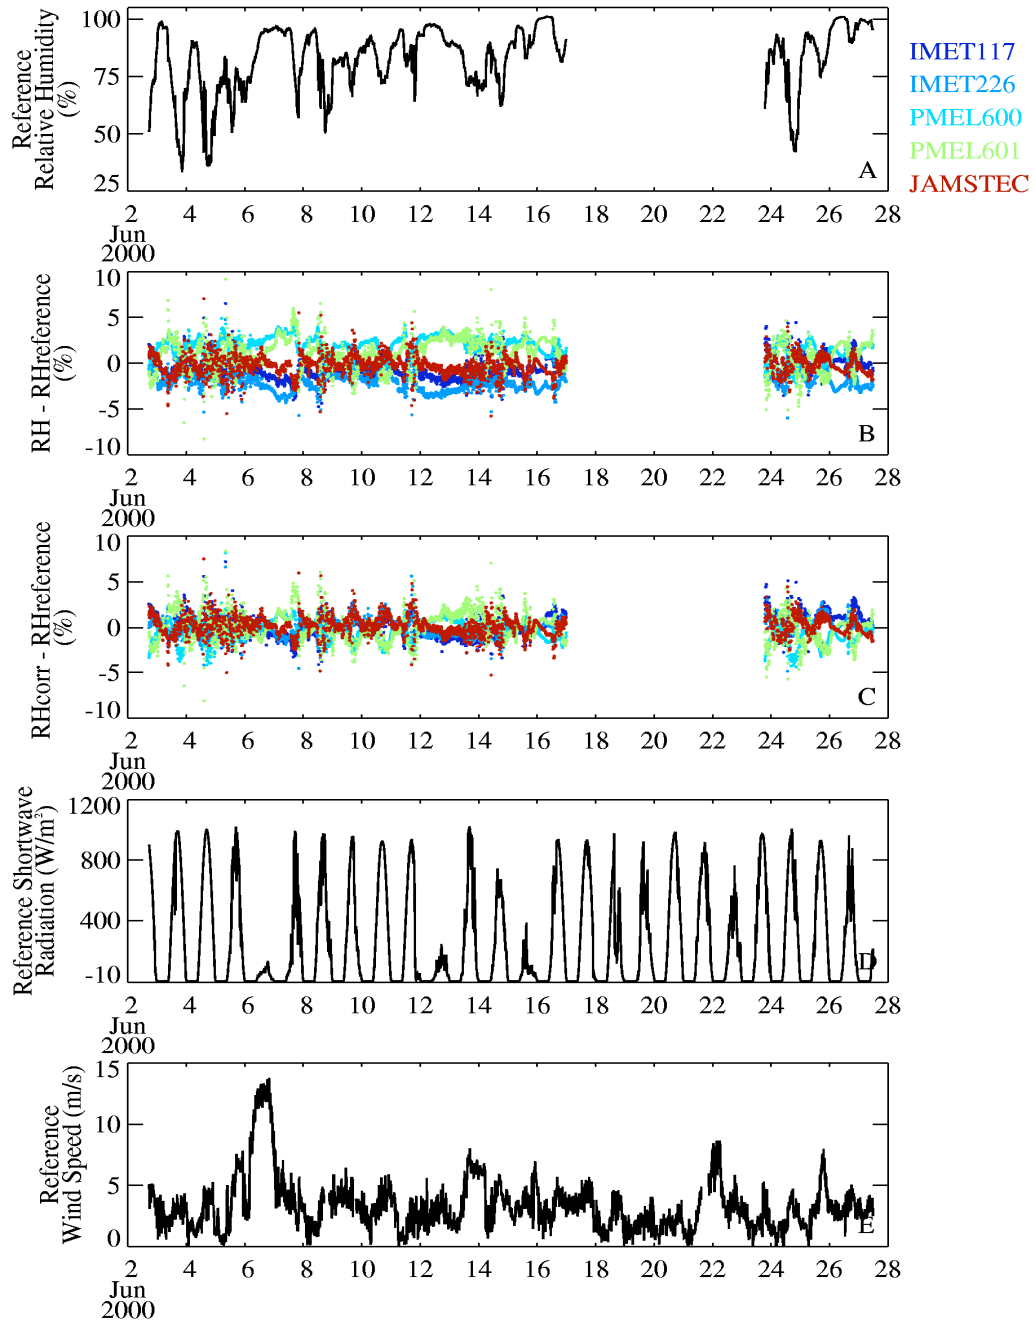 Reference
Relative Humidity
(%)
100
75
50
25
A
2 4 6 8 10 12 14 16 18 20 22 24 26 28
Jun
2000
IMET117
IMET226
PMEL600
PMEL601
JAMSTEC
RH - RHreference
(%)
10
5
0
-5
-10
B
2 4 6 8 10 12 14 16 18 20 22 24 26 28
Jun
2000
RHcorr - RHreference
(%)
10
5
0
-5
-10
C
2 4 6 8 10 12 14 16 18 20 22 24 26 28
Jun
2000
Reference Shortwave
Radiation (W/m²)
1200
800
400
-10
D
2 4 6 8 10 12 14 16 18 20 22 24 26 28
Jun
2000
Reference
Wind Speed (m/s)
15
10
5
0
E
2 4 6 8 10 12 14 16 18 20 22 24 26 28
Jun
2000